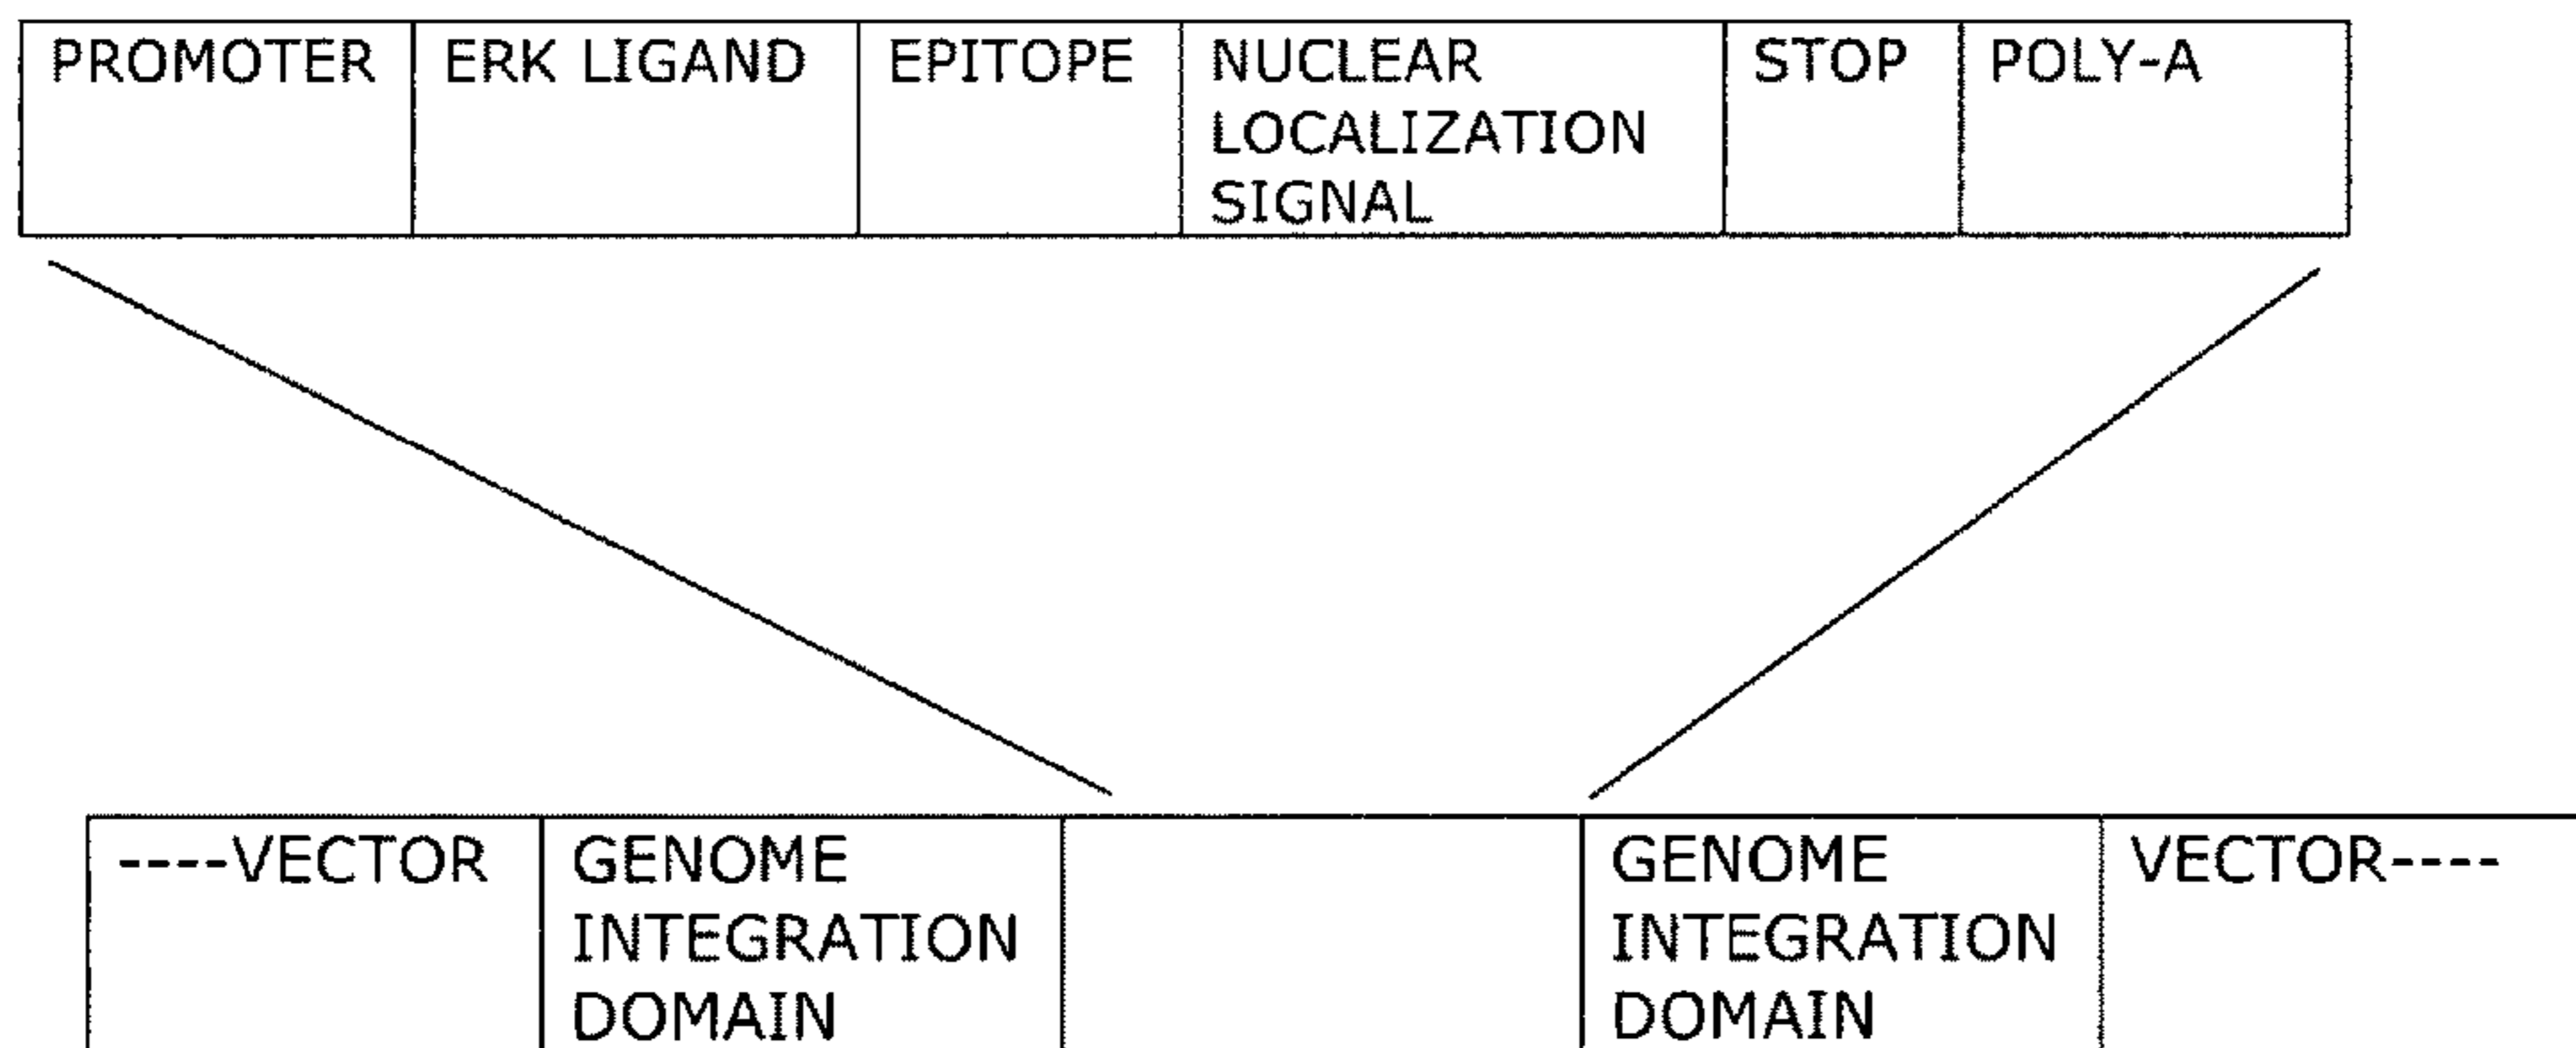 PROMOTER
ERK LIGAND
EPITOPE
NUCLEAR
LOCALIZATION
SIGNAL
STOP
POLY-A
----VECTOR
GENOME
INTEGRATION
DOMAIN
GENOME
INTEGRATION
DOMAIN
VECTOR----